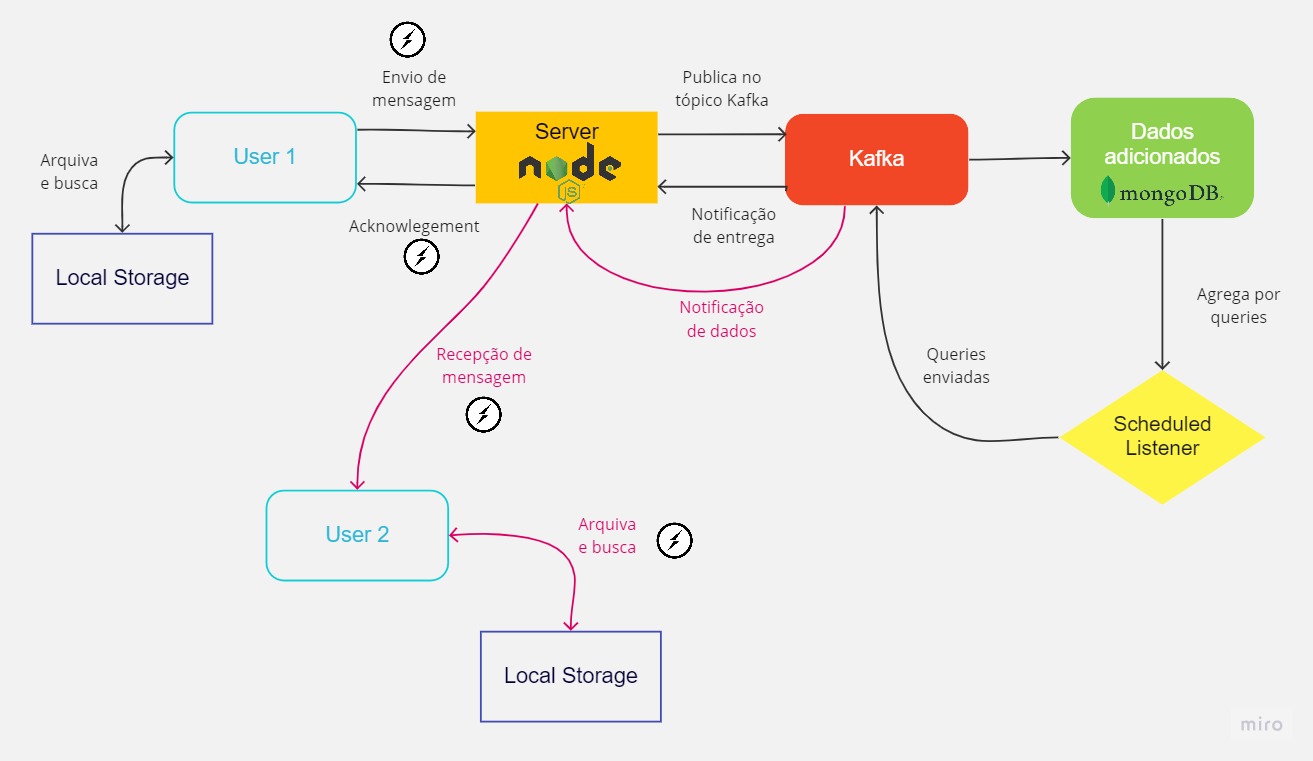 Envio de
mensagem
Publica no
tópico Kafka
Server
node
JS
Dados
adicionados
mongoDB
User 1
Kafka
Arquiva
e busca
Acknowlegement
Notificação
de entrega
Local Storage
Notificação
de dados
Agrega por
queries
Recepção de
mensagem
Queries
enviadas
Scheduled
Listener
User 2
Arquiva
e busca
Local Storage
miro